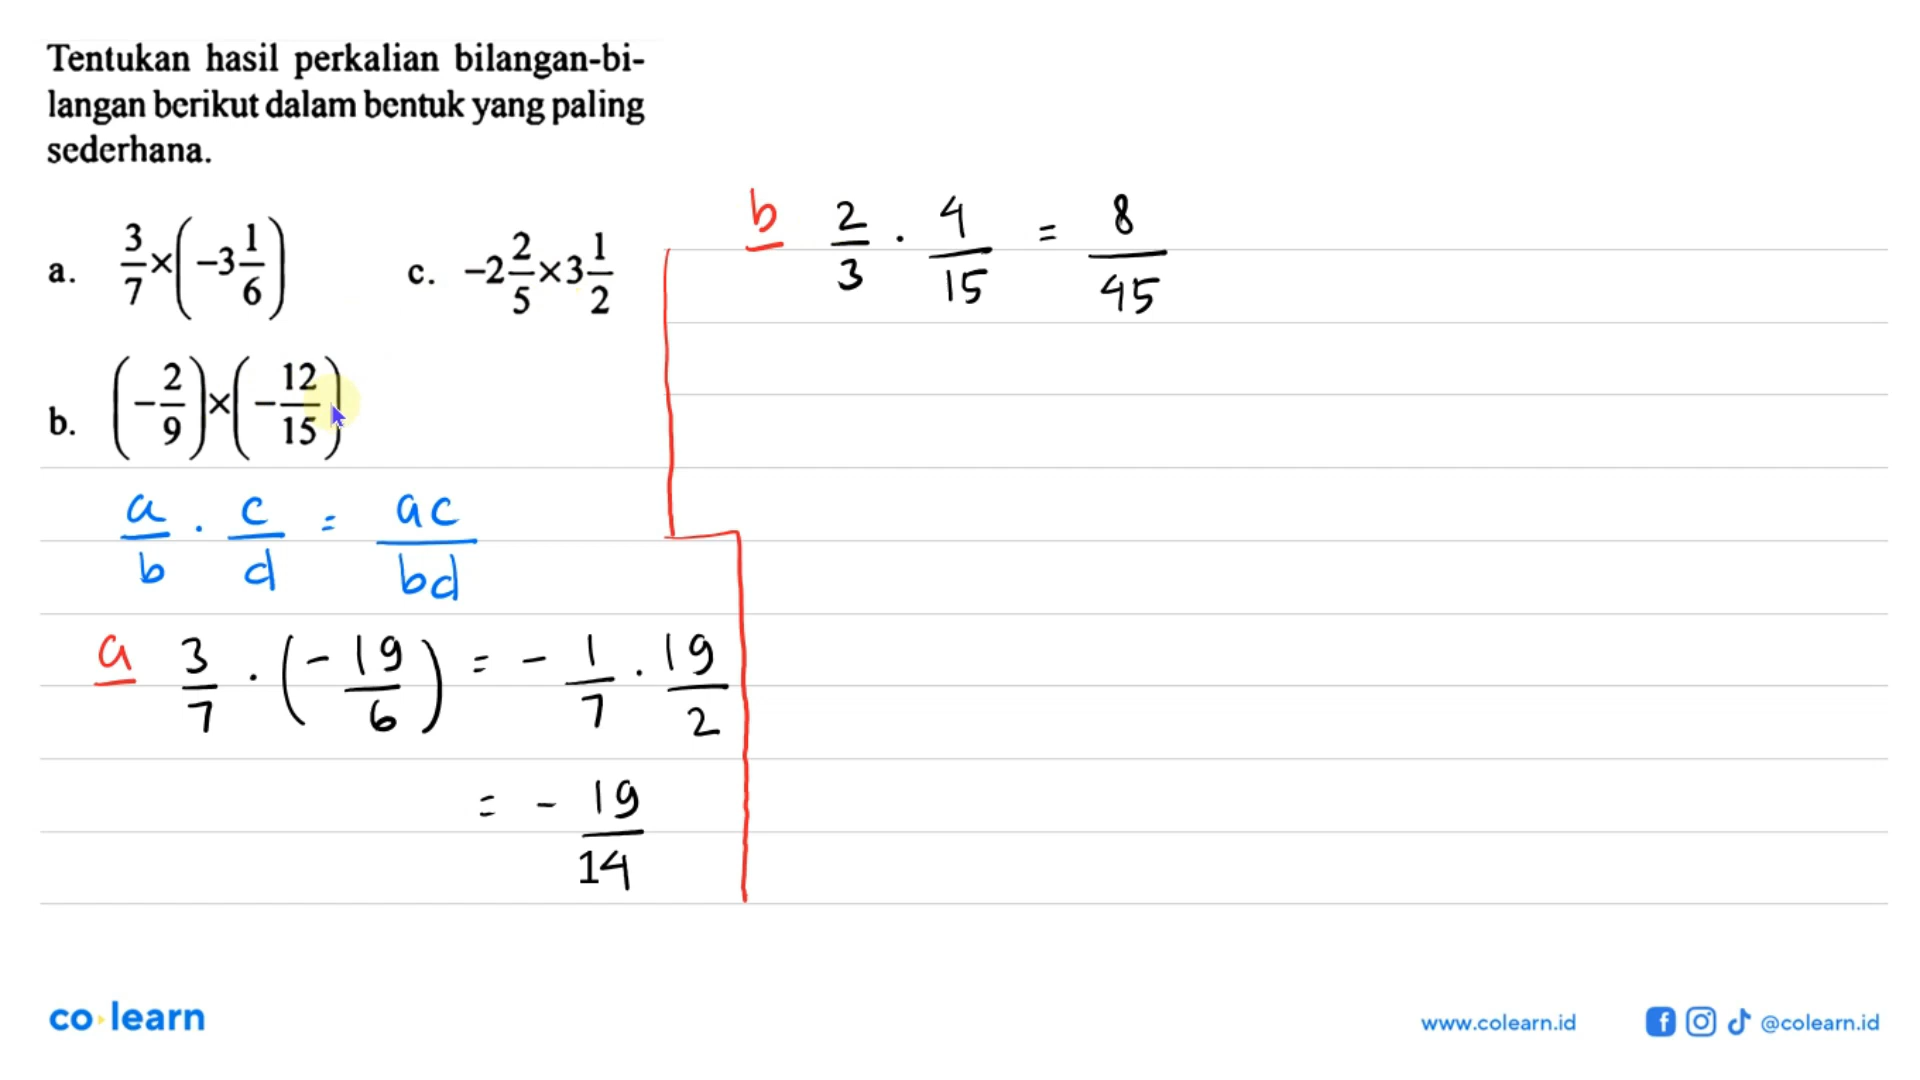 Tentukan hasil perkalian bilangan-bi-
langan berikut dalam bentuk yang paling
sederhana.
a. 3/7 × (−3 1/6)
c. −2 2/5 × 3 1/2
b. (−2/9) × (−12/15)
a/b . c/d = ac/bd
a 3/7 . (−19/6) = − 1/7 . 19/2
= − 19/14
b 2/3 . 4/15 = 8/45
co learn
www.colearn.id
@colearn.id